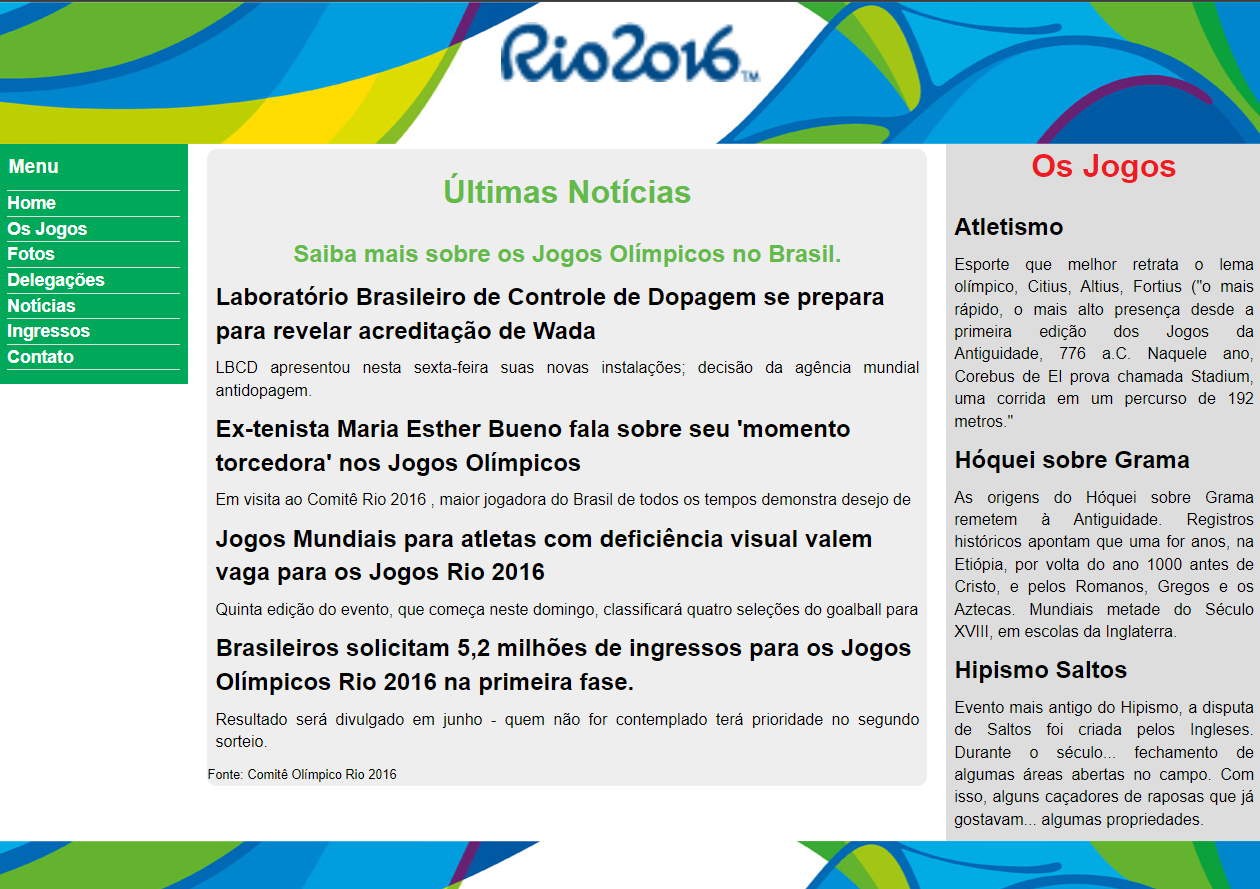 Rio2016™
Menu
Home
Os Jogos
Fotos
Delegações
Notícias
Ingressos
Contato
Últimas Notícias
Saiba mais sobre os Jogos Olímpicos no Brasil.
Laboratório Brasileiro de Controle de Dopagem se prepara
para revelar acreditação de Wada
LBCD apresentou nesta sexta-feira suas novas instalações; decisão da agência mundial
antidopagem.
Ex-tenista Maria Esther Bueno fala sobre seu 'momento
torcedora' nos Jogos Olímpicos
Em visita ao Comitê Rio 2016 , maior jogadora do Brasil de todos os tempos demonstra desejo de
Jogos Mundiais para atletas com deficiência visual valem
vaga para os Jogos Rio 2016
Quinta edição do evento, que começa neste domingo, classificará quatro seleções do goalball para
Brasileiros solicitam 5,2 milhões de ingressos para os Jogos
Olímpicos Rio 2016 na primeira fase.
Resultado será divulgado em junho - quem não for contemplado terá prioridade no segundo
sorteio.
Fonte: Comitê Olímpico Rio 2016
Os Jogos
Atletismo
Esporte que melhor retrata o lema
olímpico, Citius, Altius, Fortius ("o mais
rápido, o mais alto presença desde a
primeira edição dos Jogos da
Antiguidade, 776 a.C. Naquele ano,
Corebus de El prova chamada Stadium,
uma corrida em um percurso de 192
metros."
Hóquei sobre Grama
As origens do Hóquei sobre Grama
remetem à Antiguidade. Registros
históricos apontam que uma for anos, na
Etiópia, por volta do ano 1000 antes de
Cristo, e pelos Romanos, Gregos e os
Aztecas. Mundiais metade do Século
XVIII, em escolas da Inglaterra.
Hipismo Saltos
Evento mais antigo do Hipismo, a disputa
de Saltos foi criada pelos Ingleses.
Durante o século... fechamento de
algumas áreas abertas no campo. Com
isso, alguns caçadores de raposas que já
gostavam... algumas propriedades.